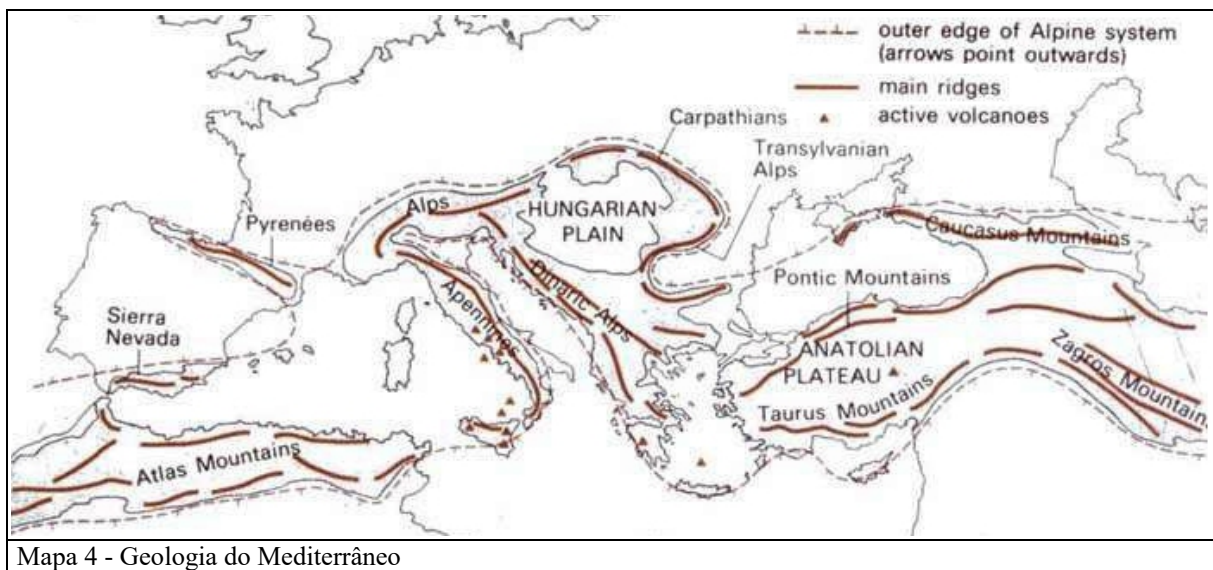 outer edge of Alpine system
(arrows point outwards)
main ridges
active volcanoes
Carpathians
Transylvanian
Alps
Alps
HUNGARIAN
PLAIN
Pyrenées
Caucasus Mountains
Pontic Mountains
Dinaric Alps
Apennines
Sierra
Nevada
ANATOLIAN
PLATEAU
Zagros Mountain
Taurus Mountains
Atlas Mountains
Mapa 4 - Geologia do Mediterrâneo